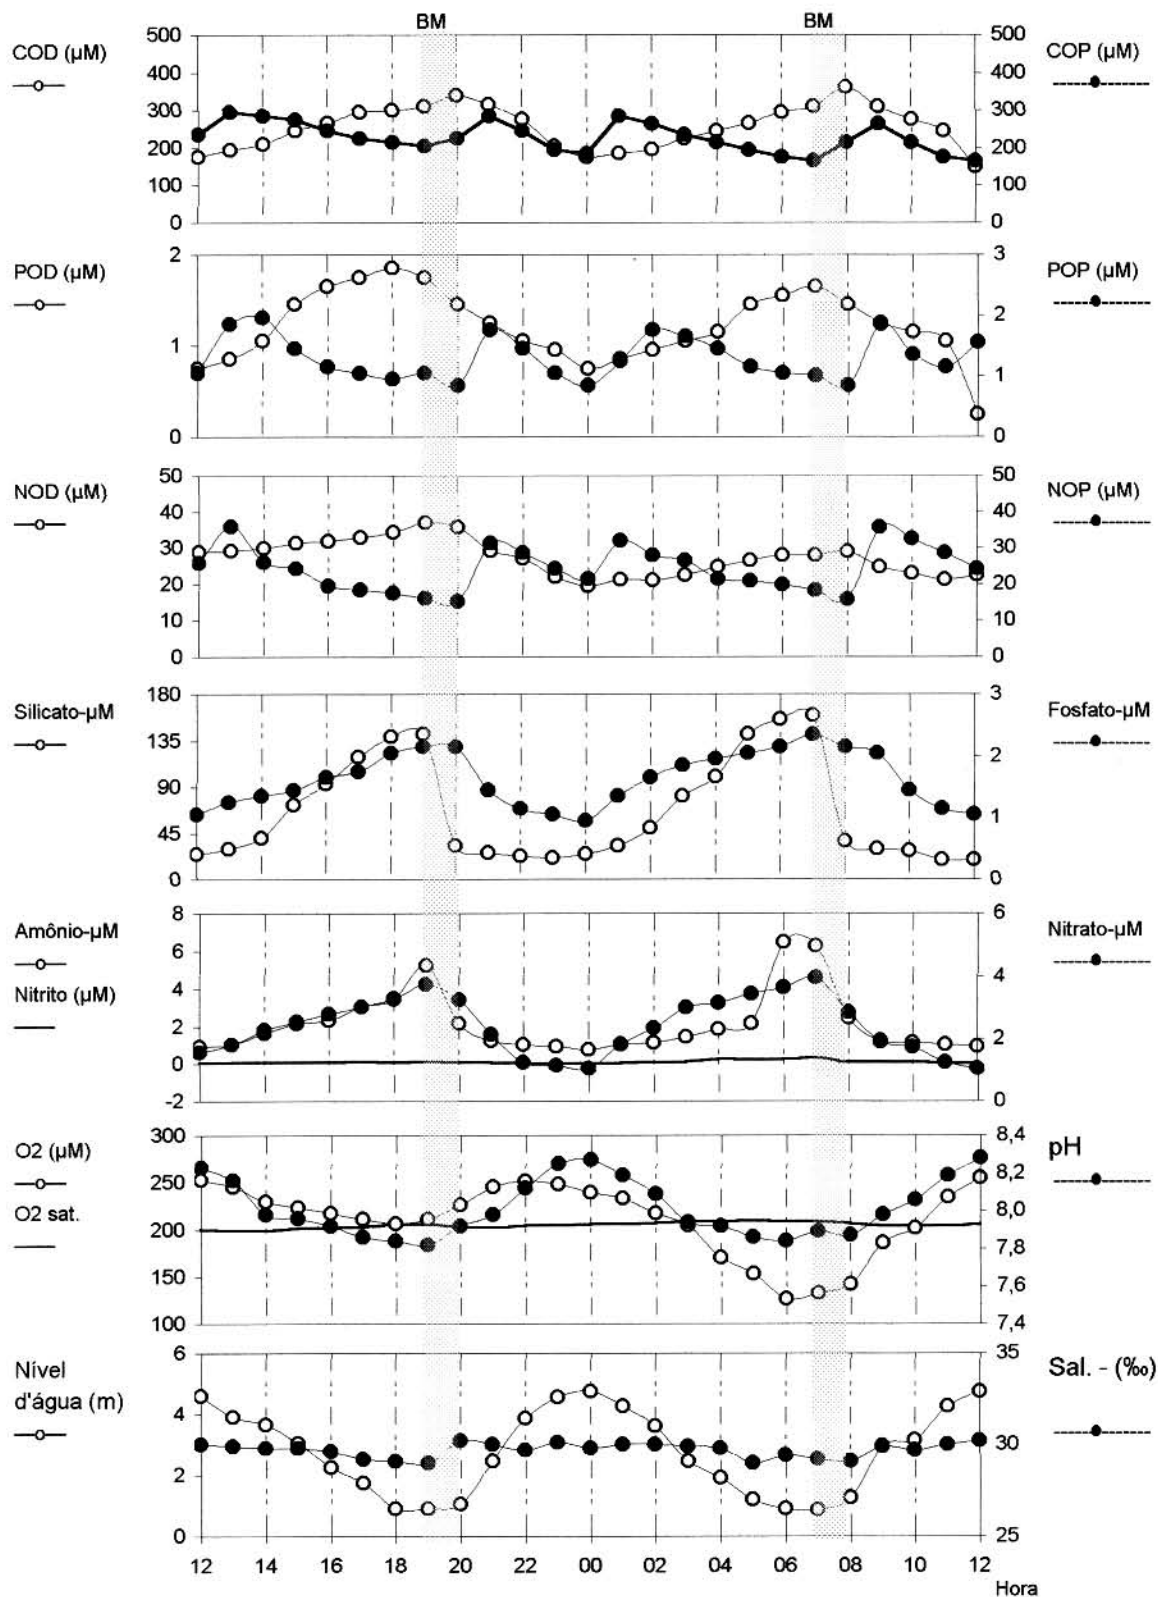 BM BM
COD (µM) 500 500 COP (µM)
400 400
300 300
200 200
100 100
0 0
POD (µM) 2 3 POP (µM)
2
1
1
0 0
NOD (µM) 50 50 NOP (µM)
40 40
30 30
20 20
10 10
0 0
Silicato-µM 180 3 Fosfato-µM
135 2
90
45 1
0 0
Amônio-µM 8 6 Nitrato-µM
6
Nitrito (µM) 4 4
2 2
0
-2 0
O2 (µM) 300 8,4 pH
250 8,2
O2 sat. 8,0
200 7,8
150 7,6
100 7,4
Nível 6 35 Sal. - (‰)
d'água (m) 4 30
2
0 25
12 14 16 18 20 22 00 02 04 06 08 10 12
Hora